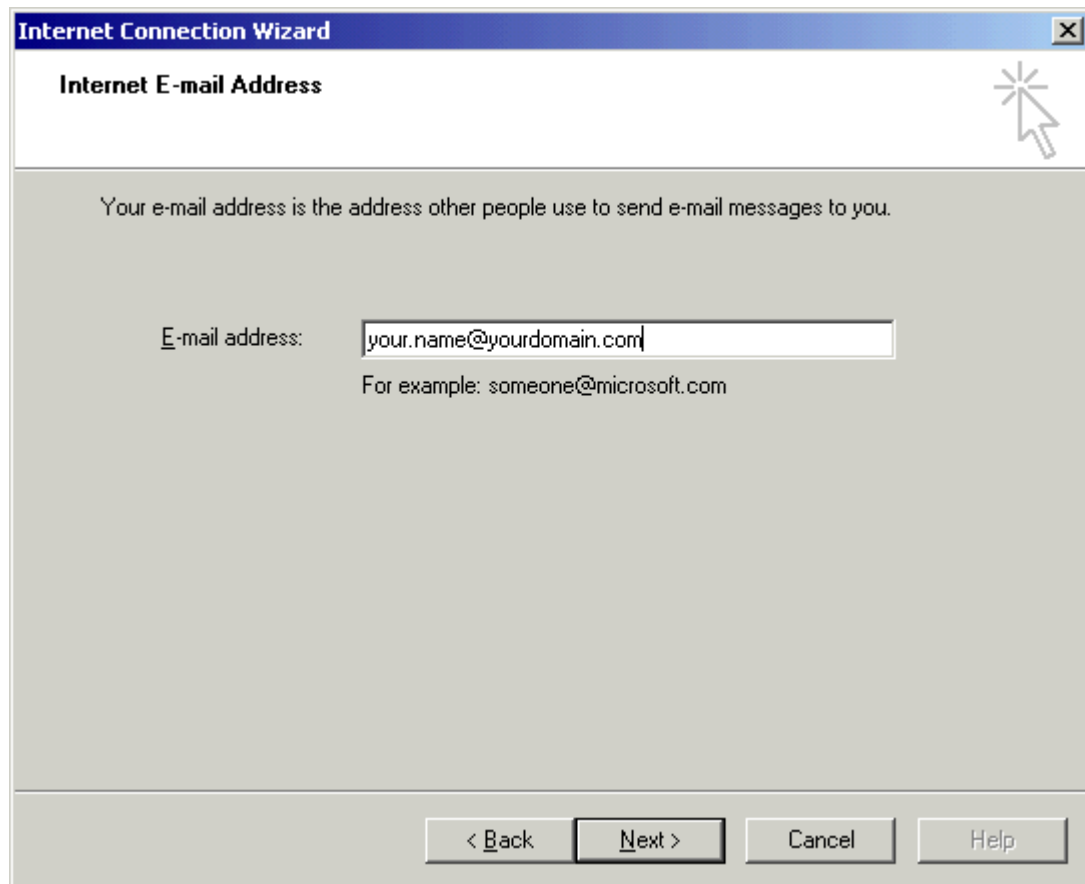 Internet Connection Wizard
Internet E-mail Address
Your e-mail address is the address other people use to send e-mail messages to you.
E-mail address: your.name@yourdomain.com
For example: someone@microsoft.com
< Back Next > Cancel Help